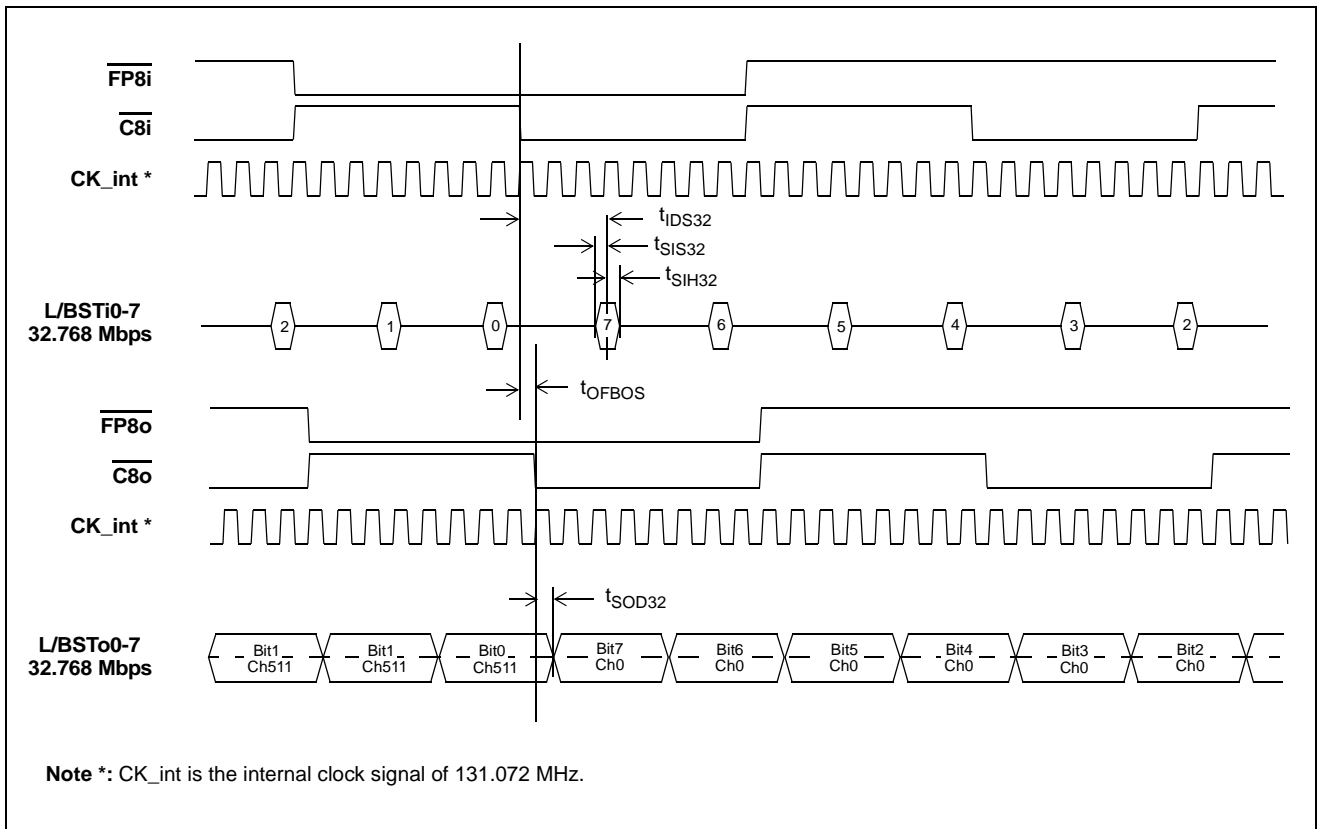 FP8i
C8i
CK_int *
tIDS32
tSIS32
tSIH32
L/BSTi0-7
32.768 Mbps
2 1 0 7 6 5 4 3 2
tOFBOS
FP8o
C8o
CK_int *
tSOD32
L/BSTo0-7
32.768 Mbps
Bit1 Bit1 Bit0 Bit7 Bit6 Bit5 Bit4 Bit3 Bit2
Ch511 Ch511 Ch511 Ch0 Ch0 Ch0 Ch0 Ch0 Ch0
Note *: CK_int is the internal clock signal of 131.072 MHz.